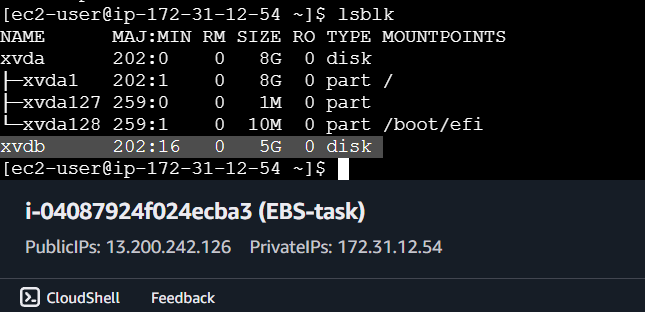 [ec2-user@ip-172-31-12-54 ~]$ lsblk
NAME      MAJ:MIN RM SIZE RO TYPE MOUNTPOINTS
xvda      202:0    0   8G  0 disk
├─xvda1   202:1    0   8G  0 part /
├─xvda127 259:0    0   1M  0 part
└─xvda128 259:1    0  10M  0 part /boot/efi
xvdb      202:16   0   5G  0 disk
[ec2-user@ip-172-31-12-54 ~]$
i-04087924f024ecba3 (EBS-task)
PublicIPs: 13.200.242.126 PrivateIPs: 172.31.12.54
CloudShell Feedback